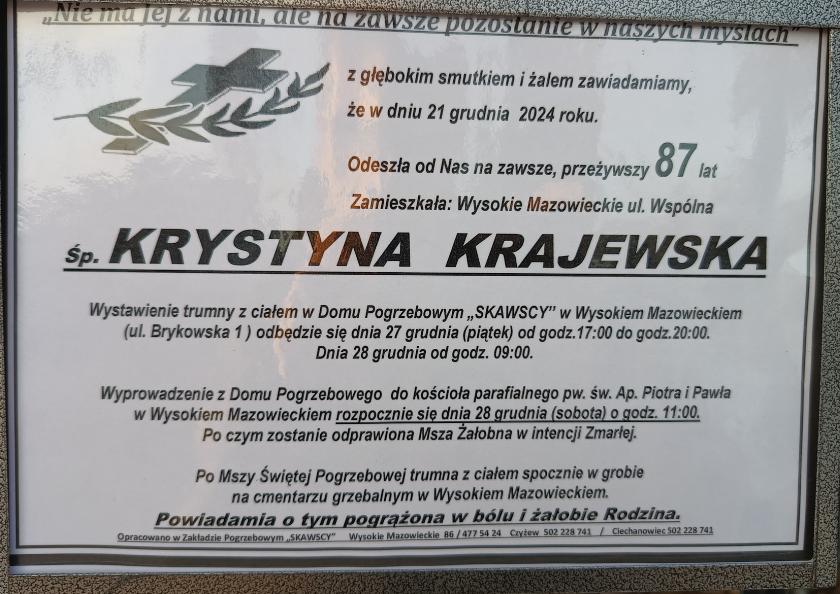 „Nie ma jej z nami, ale na zawsze pozostanie w naszych myślach"
z głębokim smutkiem i żalem zawiadamiamy,
że w dniu 21 grudnia 2024 roku.
Odeszła od Nas na zawsze, przeżywszy 87 lat
Zamieszkała: Wysokie Mazowieckie ul. Wspólna
śp. KRYSTYNA KRAJEWSKA
Wystawienie trumny z ciałem w Domu Pogrzebowym „SKAWSCY" w Wysokiem Mazowieckiem
(ul. Brykowska 1 ) odbędzie się dnia 27 grudnia (piątek) od godz.17:00 do godz.20:00.
Dnia 28 grudnia od godz. 09:00.
Wyprowadzenie z Domu Pogrzebowego do kościoła parafialnego pw. św. Ap. Piotra i Pawła
w Wysokiem Mazowieckiem rozpocznie się dnia 28 grudnia (sobota) o godz. 11:00.
Po czym zostanie odprawiona Msza Żałobna w intencji Zmarłej.
Po Mszy Świętej Pogrzebowej trumna z ciałem spocznie w grobie
na cmentarzu grzebalnym w Wysokiem Mazowieckiem.
Powiadamia o tym pogrążona w bólu i żałobie Rodzina.
Opracowano w Zakładzie Pogrzebowym „SKAWSCY" Wysokie Mazowieckie 86 / 477 54 24 Czyżew 502 228 741 / Ciechanowiec 502 228 741